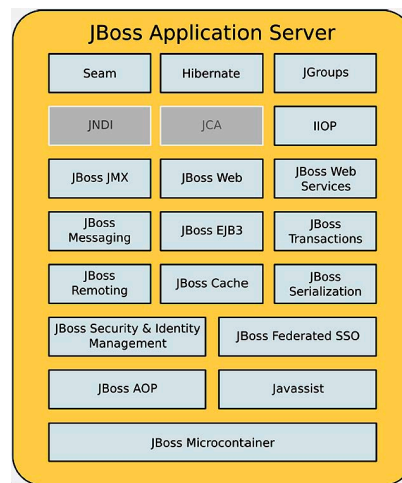 JBoss Application Server
Seam
Hibernate
JGroups
JNDI
JCA
IIOP
JBoss JMX
JBoss Web
JBoss Web
Services
JBoss
Messaging
JBoss EJB3
JBoss
Transactions
JBoss
Remoting
JBoss Cache
JBoss
Serialization
JBoss Security & Identity
Management
JBoss Federated SSO
JBoss AOP
Javassist
JBoss Microcontainer